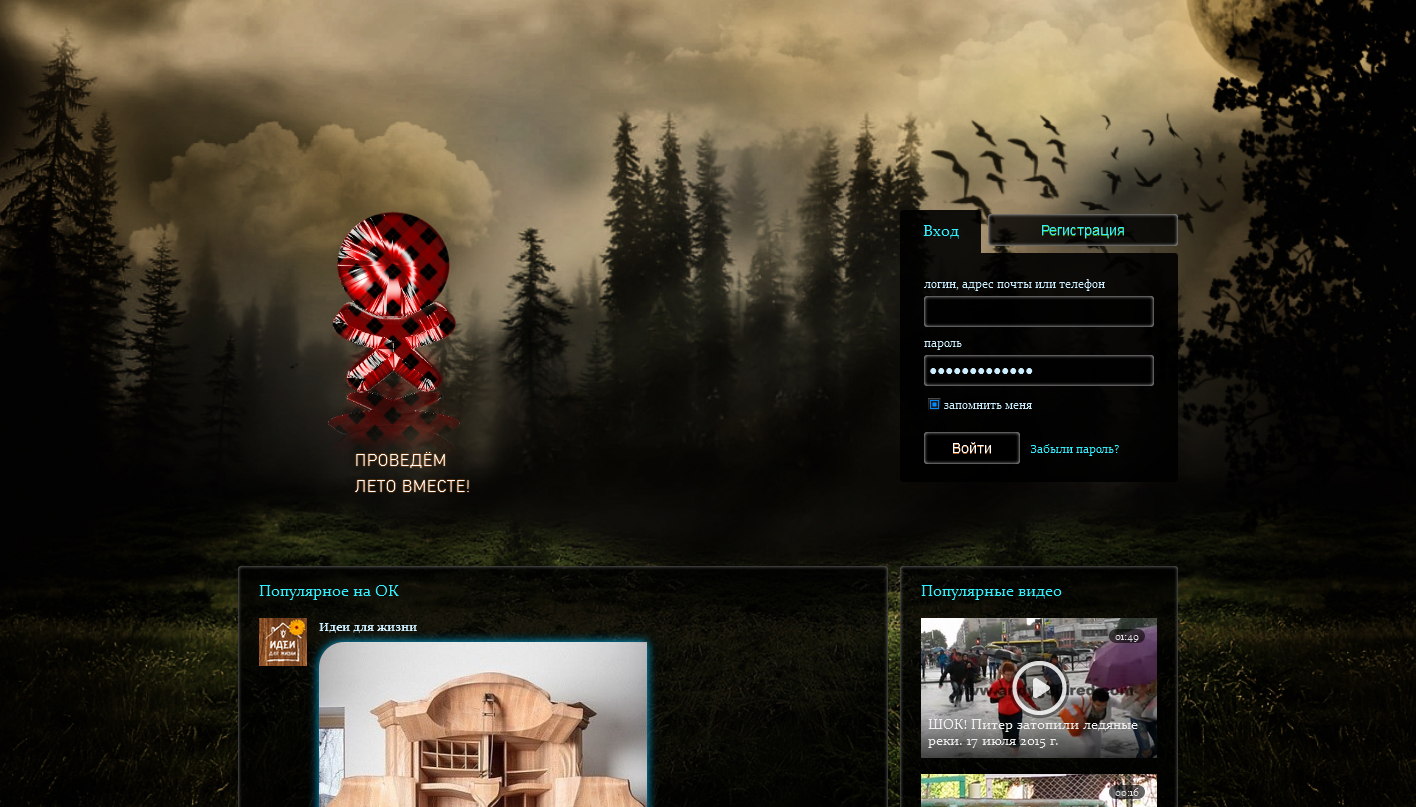 Вход
Регистрация
логин, адрес почты или телефон
пароль
запомнить меня
Войти
Забыли пароль?
ПРОВЕДЁМ
ЛЕТО ВМЕСТЕ!
Популярное на ОК
Идеи для жизни
ИДЕИ
ДЛЯ ЖИЗНИ
Популярные видео
01:49
ШОК! Питер затопили ледяные
реки. 17 июля 2015 г.
00:16